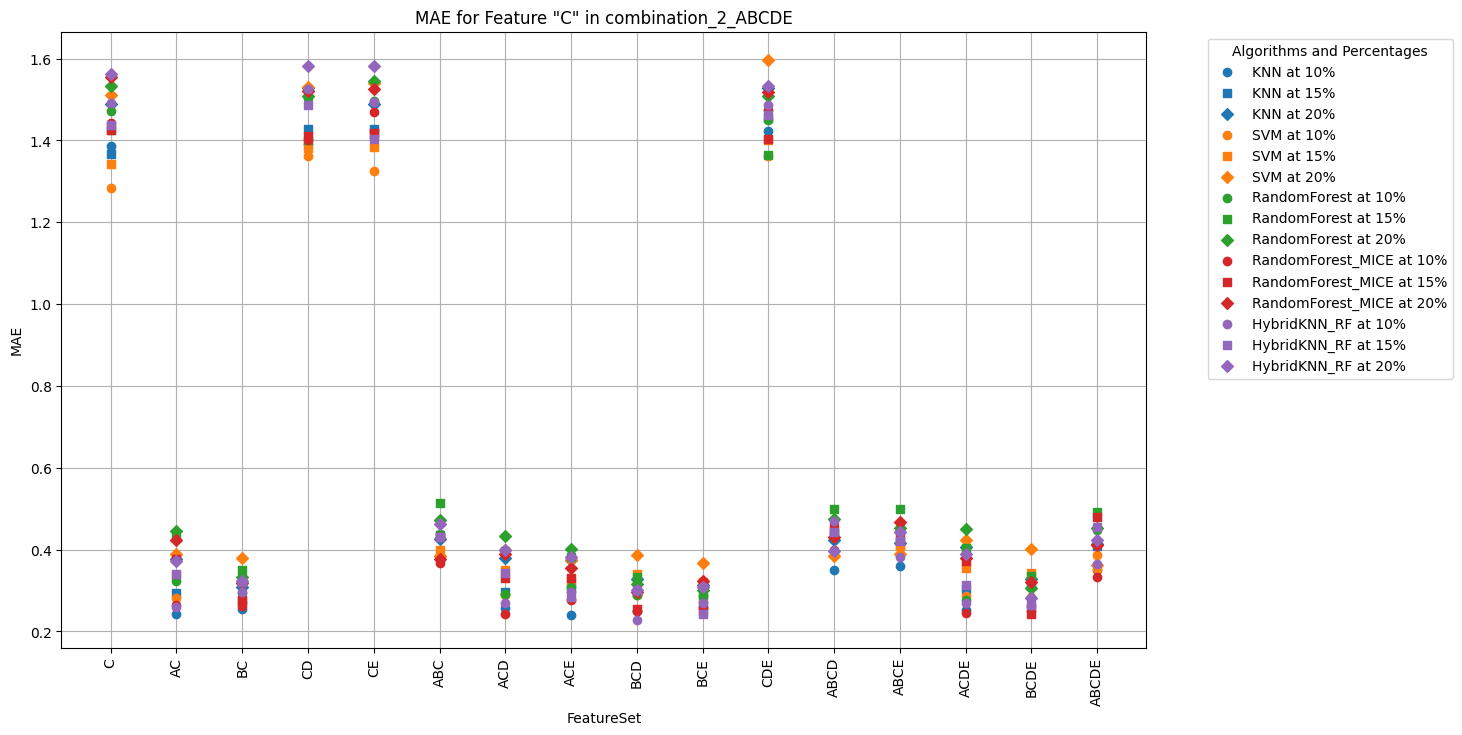 MAE for Feature "C" in combination_2_ABCDE
Algorithms and Percentages
KNN at 10%
KNN at 15%
KNN at 20%
SVM at 10%
SVM at 15%
SVM at 20%
RandomForest at 10%
RandomForest at 15%
RandomForest at 20%
RandomForest_MICE at 10%
RandomForest_MICE at 15%
RandomForest_MICE at 20%
HybridKNN_RF at 10%
HybridKNN_RF at 15%
HybridKNN_RF at 20%
MAE
1.6
1.4
1.2
1.0
0.8
0.6
0.4
0.2
C
AC
BC
CD
CE
ABC
ACD
ACE
BCD
BCE
CDE
ABCD
ABCE
ACDE
BCDE
ABCDE
FeatureSet